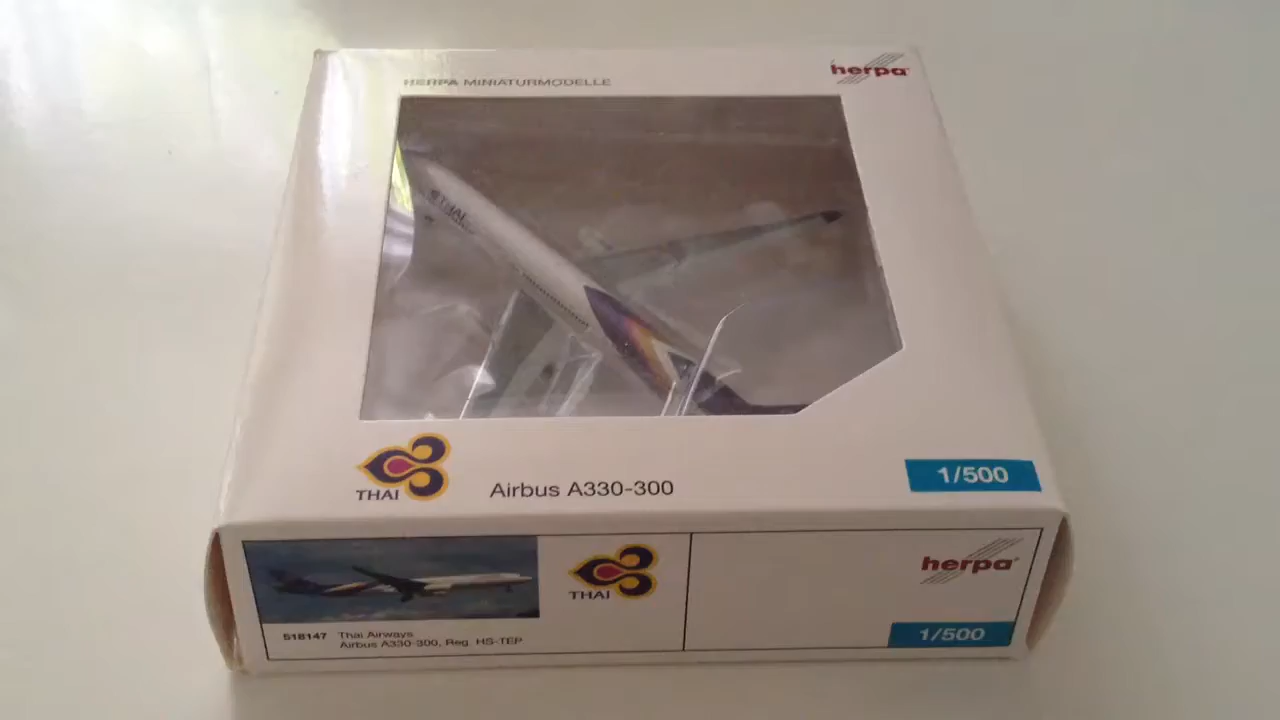 HERPA MINIATURMODELLE
herpa
THAI
THAI
Airbus A330-300
1/500
THAI
herpa
518147 Thai Airways
Airbus A330-300, Reg. HS-TEP
1/500